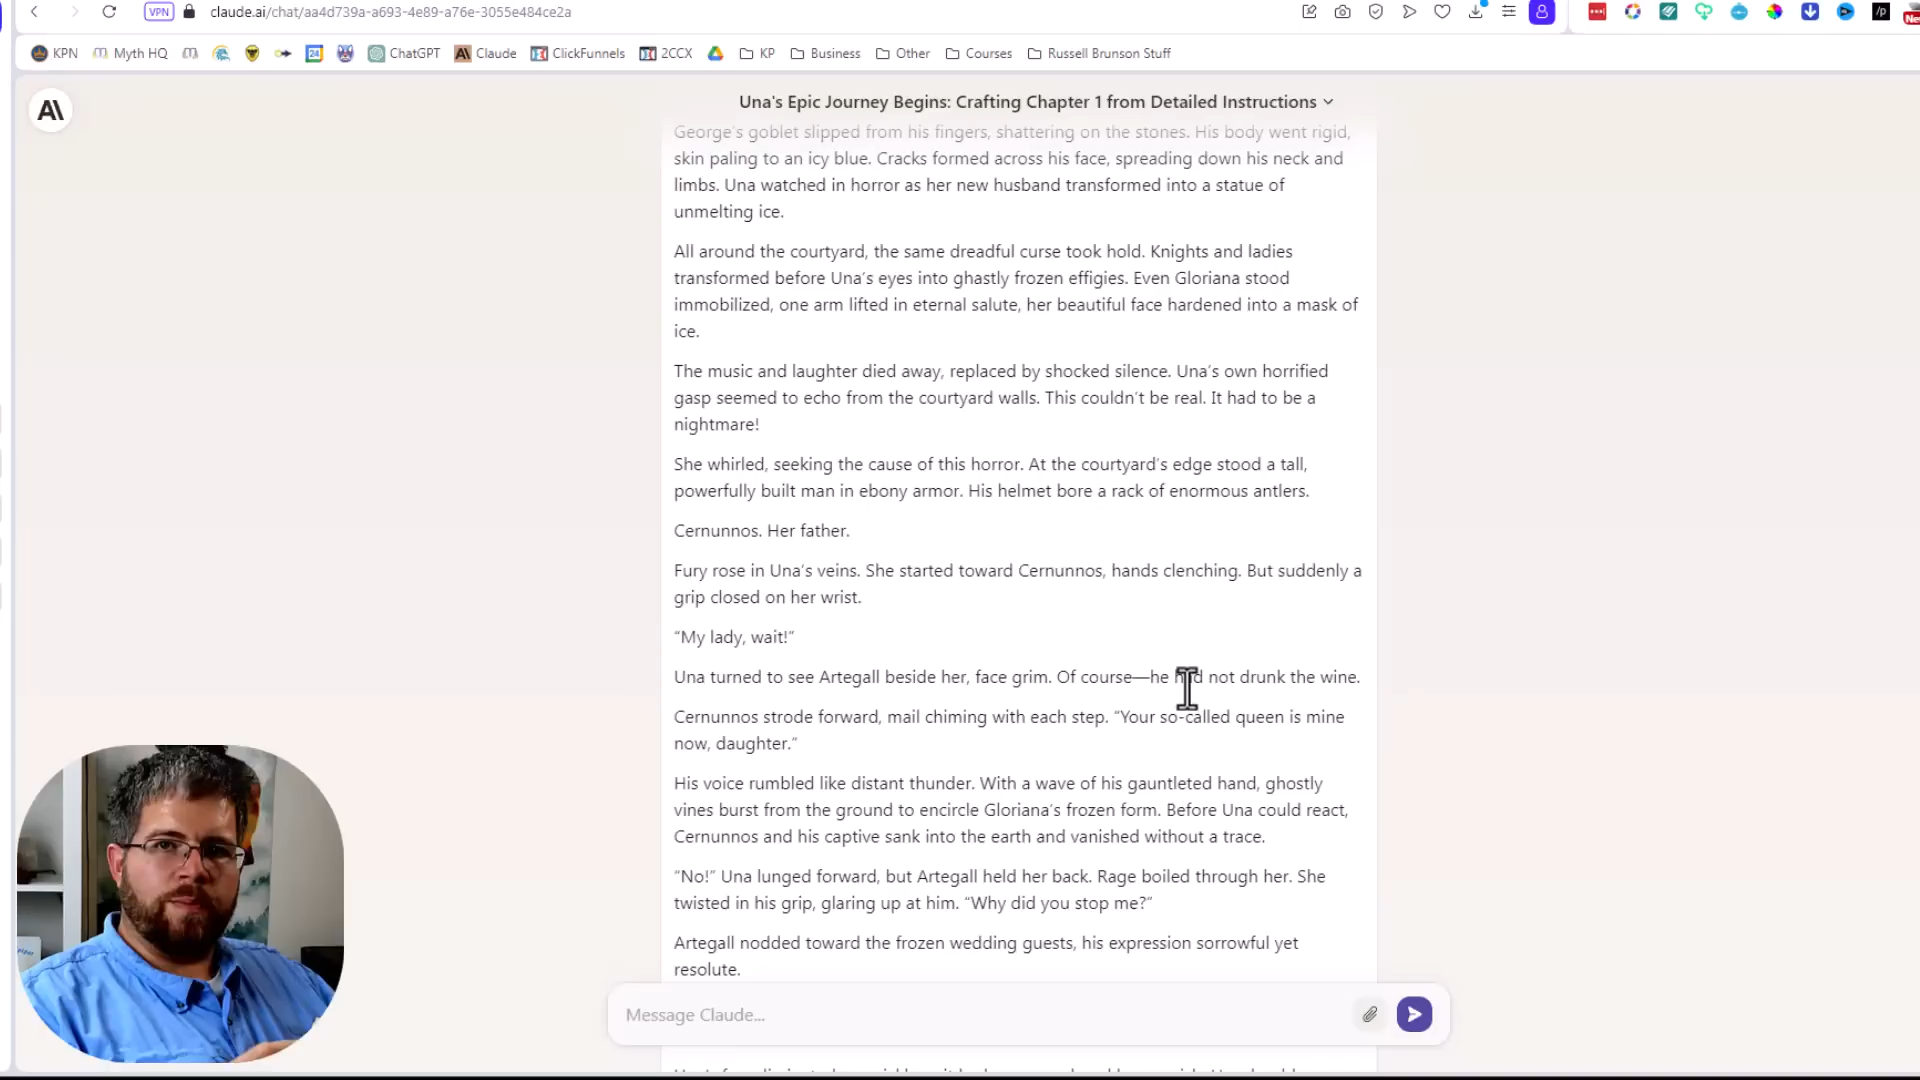 VPN
claude.ai/chat/aa4d739a-a693-4e89-a76e-3055e484ce2a
/p
New
KPN
Myth HQ
24
ChatGPT
Claude
ClickFunnels
2CCX
KP
Business
Other
Courses
Russell Brunson Stuff
Una's Epic Journey Begins: Crafting Chapter 1 from Detailed Instructions
George’s goblet slipped from his fingers, shattering on the stones. His body went rigid,
skin paling to an icy blue. Cracks formed across his face, spreading down his neck and
limbs. Una watched in horror as her new husband transformed into a statue of
unmelting ice.
All around the courtyard, the same dreadful curse took hold. Knights and ladies
transformed before Una’s eyes into ghastly frozen effigies. Even Gloriana stood
immobilized, one arm lifted in eternal salute, her beautiful face hardened into a mask of
ice.
The music and laughter died away, replaced by shocked silence. Una’s own horrified
gasp seemed to echo from the courtyard walls. This couldn’t be real. It had to be a
nightmare!
She whirled, seeking the cause of this horror. At the courtyard’s edge stood a tall,
powerfully built man in ebony armor. His helmet bore a rack of enormous antlers.
Cernunnos. Her father.
Fury rose in Una’s veins. She started toward Cernunnos, hands clenching. But suddenly a
grip closed on her wrist.
“My lady, wait!”
Una turned to see Artegall beside her, face grim. Of course—he had not drunk the wine.
Cernunnos strode forward, mail chiming with each step. “Your so-called queen is mine
now, daughter.”
His voice rumbled like distant thunder. With a wave of his gauntleted hand, ghostly
vines burst from the ground to encircle Gloriana’s frozen form. Before Una could react,
Cernunnos and his captive sank into the earth and vanished without a trace.
“No!” Una lunged forward, but Artegall held her back. Rage boiled through her. She
twisted in his grip, glaring up at him. “Why did you stop me?”
Artegall nodded toward the frozen wedding guests, his expression sorrowful yet
resolute.
Message Claude...